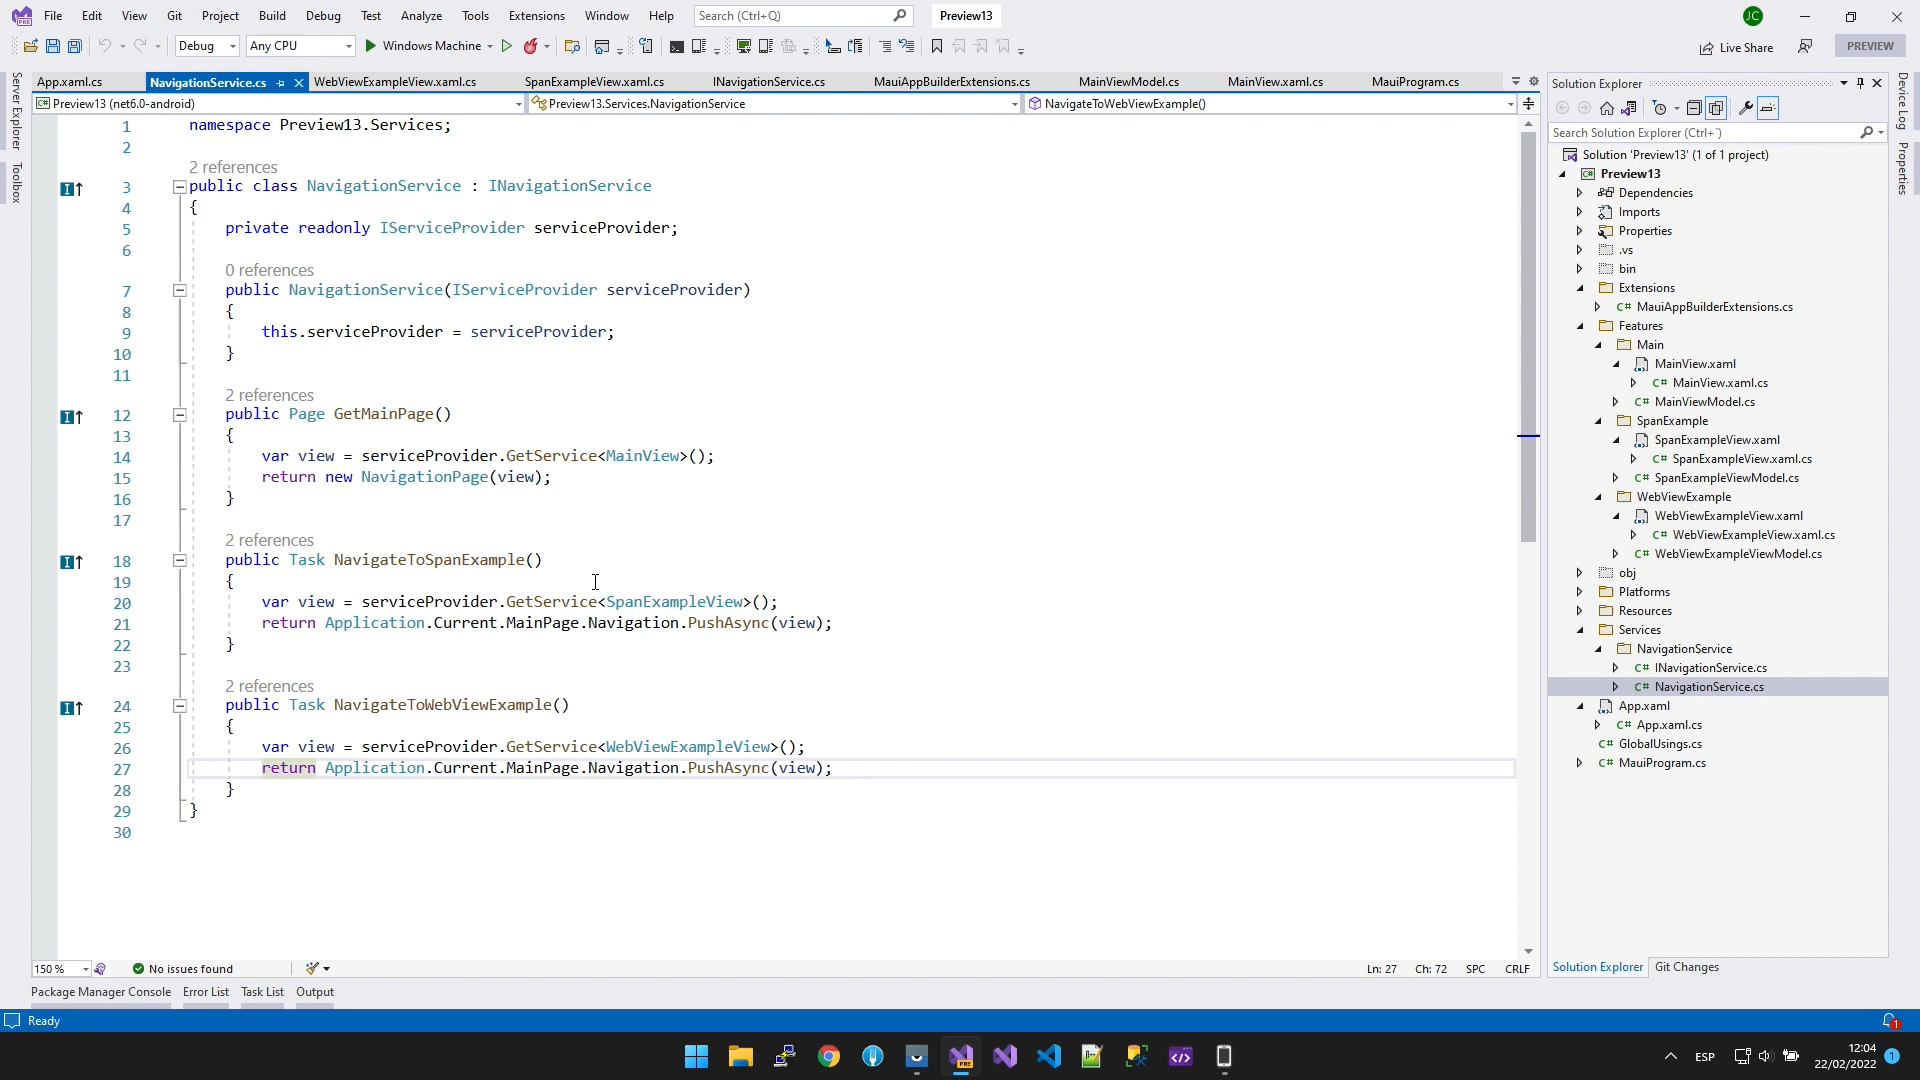 File Edit View Git Project Build Debug Test Analyze Tools Extensions Window Help Search (Ctrl+Q) Preview13 JC
Debug Any CPU Windows Machine Live Share PREVIEW
App.xaml.cs NavigationService.cs WebViewExampleView.xaml.cs SpanExampleView.xaml.cs INavigationService.cs MauiAppBuilderExtensions.cs MainViewModel.cs MainView.xaml.cs MauiProgram.cs
Preview13 (net6.0-android) Preview13.Services.NavigationService NavigateToWebViewExample()
Server Explorer
Toolbox
1 namespace Preview13.Services;
2
2 references
3 public class NavigationService : INavigationService
4 {
5 private readonly IServiceProvider serviceProvider;
6
0 references
7 public NavigationService(IServiceProvider serviceProvider)
8 {
9 this.serviceProvider = serviceProvider;
10 }
11
2 references
12 public Page GetMainPage()
13 {
14 var view = serviceProvider.GetService<MainView>();
15 return new NavigationPage(view);
16 }
17
2 references
18 public Task NavigateToSpanExample()
19 {
20 var view = serviceProvider.GetService<SpanExampleView>();
21 return Application.Current.MainPage.Navigation.PushAsync(view);
22 }
23
2 references
24 public Task NavigateToWebViewExample()
25 {
26 var view = serviceProvider.GetService<WebViewExampleView>();
27 return Application.Current.MainPage.Navigation.PushAsync(view);
28 }
29 }
30
150 % No issues found Ln: 27 Ch: 72 SPC CRLF
Package Manager Console Error List Task List Output
Solution Explorer
Search Solution Explorer (Ctrl+`)
Solution 'Preview13' (1 of 1 project)
Preview13
Dependencies
Imports
Properties
.vs
bin
Extensions
C# MauiAppBuilderExtensions.cs
Features
Main
MainView.xaml
C# MainView.xaml.cs
C# MainViewModel.cs
SpanExample
SpanExampleView.xaml
C# SpanExampleView.xaml.cs
C# SpanExampleViewModel.cs
WebViewExample
WebViewExampleView.xaml
C# WebViewExampleView.xaml.cs
C# WebViewExampleViewModel.cs
obj
Platforms
Resources
Services
NavigationService
C# INavigationService.cs
C# NavigationService.cs
App.xaml
C# App.xaml.cs
C# GlobalUsings.cs
C# MauiProgram.cs
Solution Explorer Git Changes
Device Log
Properties
Ready 1
PRE ESP 12:04
22/02/2022 1